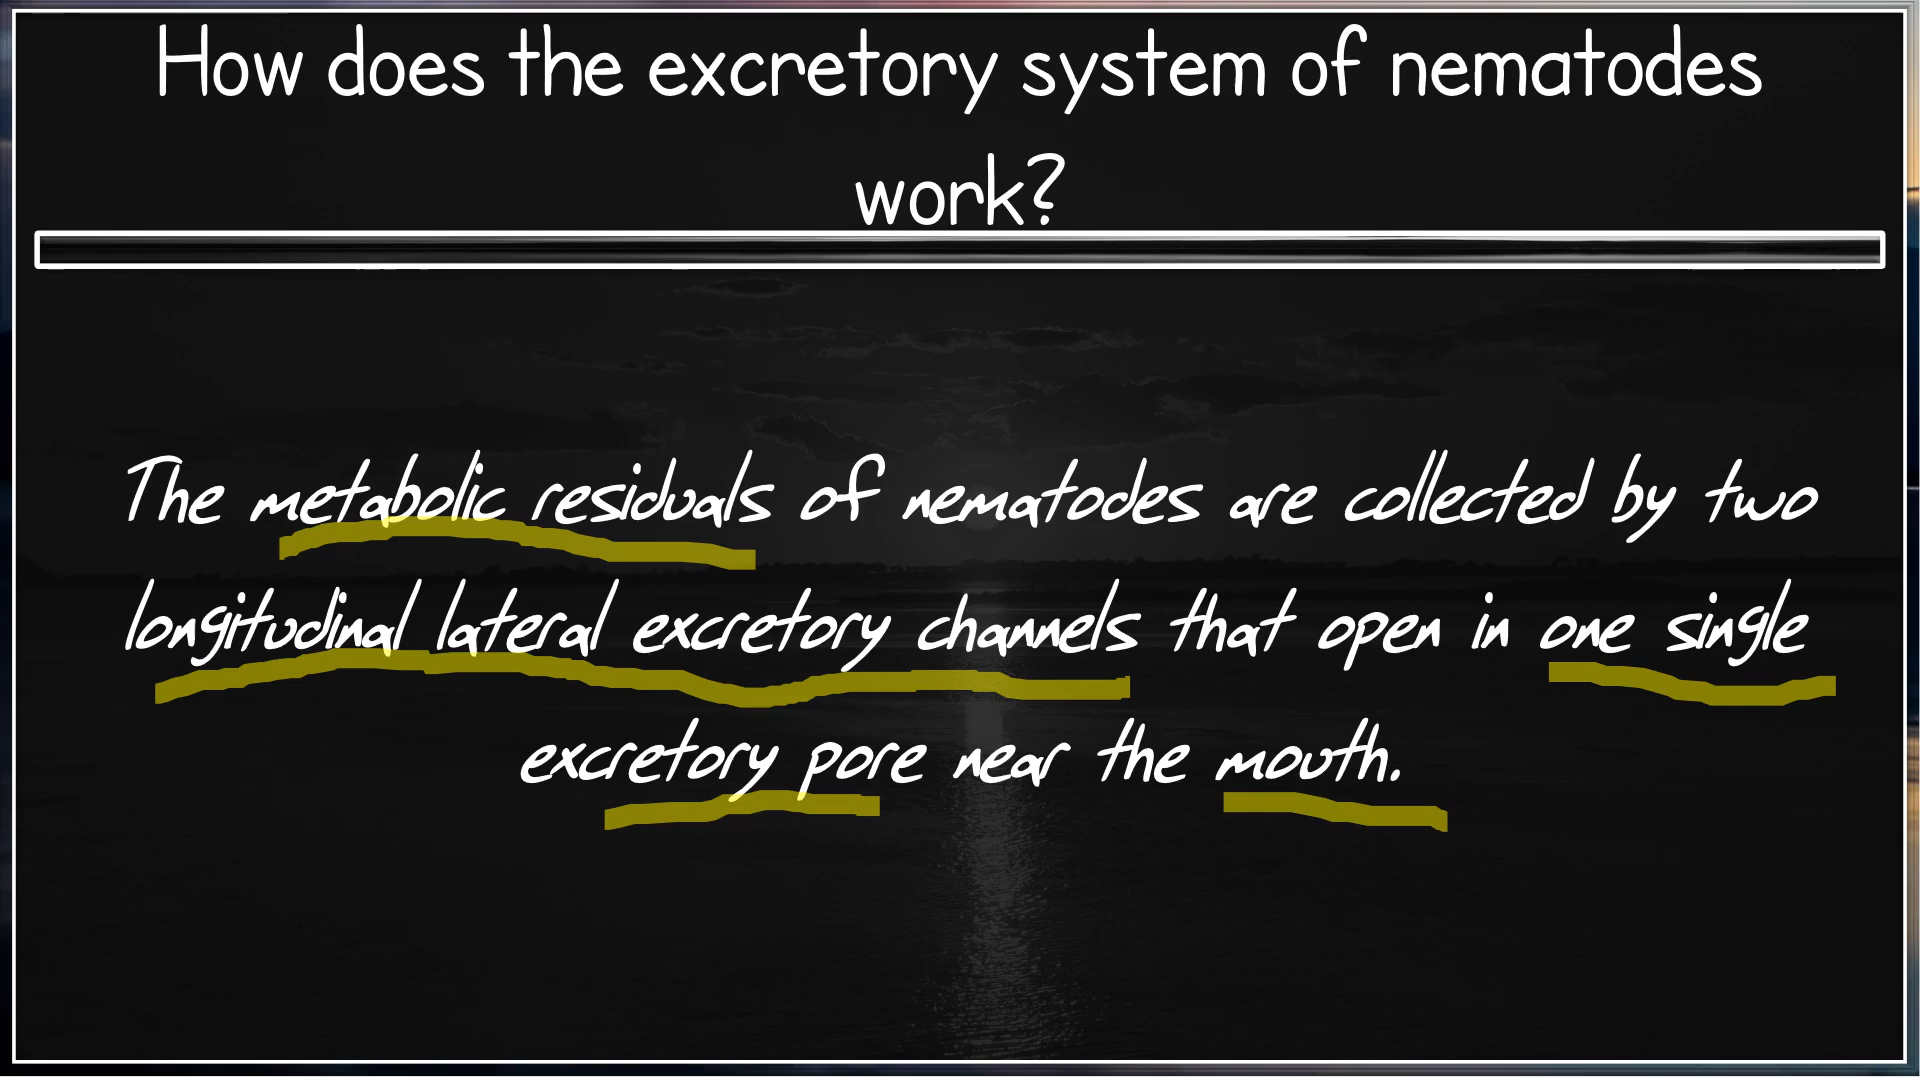 How does the excretory system of nematodes
work?
The metabolic residuals of nematodes are collected by two
longitudinal lateral excretory channels that open in one single
excretory pore near the mouth.